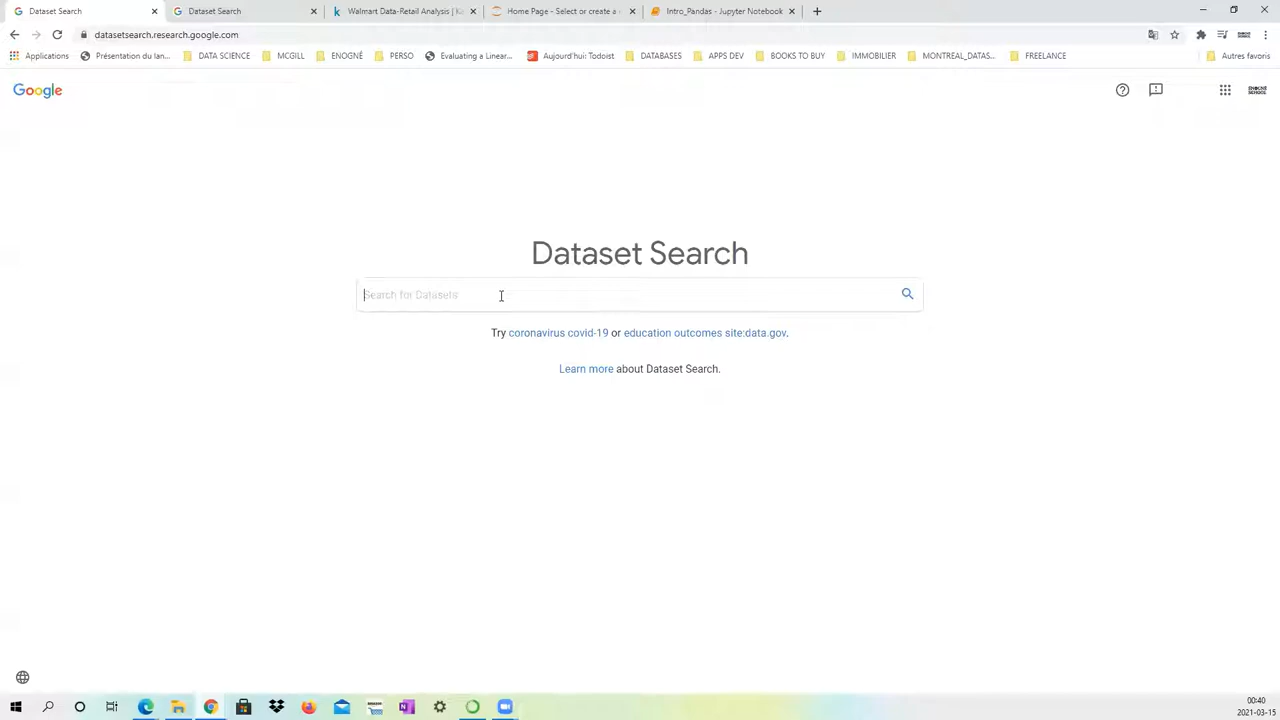 Dataset Search
Dataset Search
Walmart Data-Retail Analysis | Ka
Home Page - Select or create a
Intro_Pandas - Jupyter Notebook
datasetsearch.research.google.com
Applications
Présentation du lan...
DATA SCIENCE
MCGILL
ENOGNÉ
PERSO
Evaluating a Linear...
Aujourd'hui: Todoist
DATABASES
APPS DEV
BOOKS TO BUY
IMMOBILIER
MONTREAL_DATAS...
FREELANCE
Autres favoris
Google
Dataset Search
Search for Datasets
Try coronavirus covid-19 or education outcomes site:data.gov.
Learn more about Dataset Search.
00:40
2021-03-15